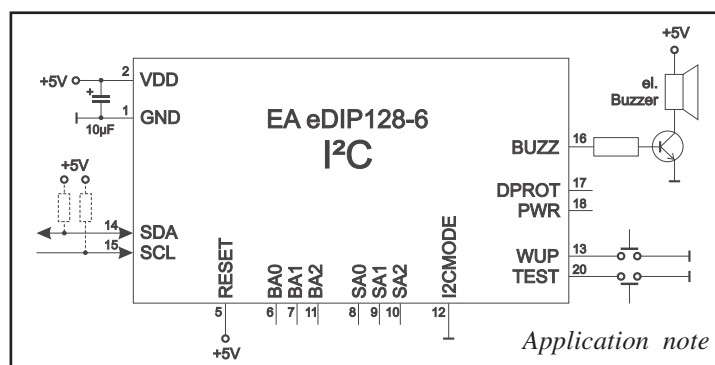 +5V
+5V
2
VDD
el.
Buzzer
+
1
GND
10µF
EA eDIP128-6
I²C
BUZZ
16
+5V
DPROT
17
PWR
18
14
SDA
15
SCL
WUP
13
TEST
20
RESET
BA0
BA1
BA2
SA0
SA1
SA2
I2CMODE
5
6
7
11
8
9
10
12
+5V
Application note